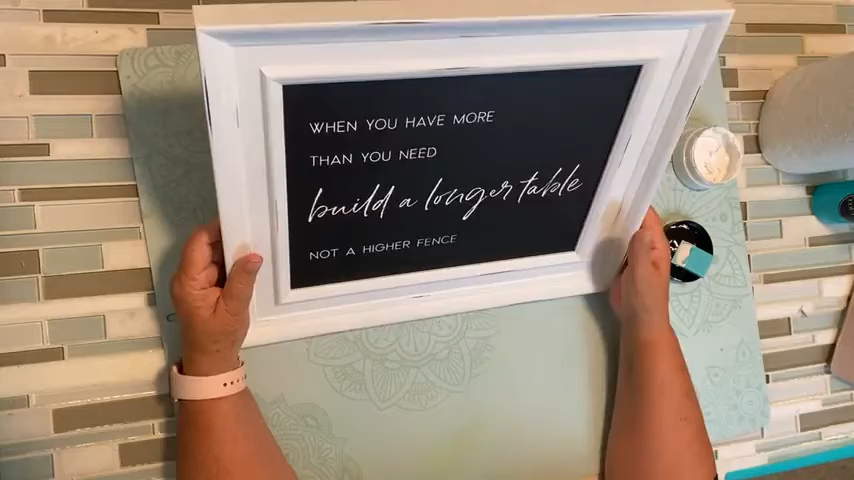 WHEN YOU HAVE MORE
THAN YOU NEED
build a longer table
NOT A HIGHER FENCE